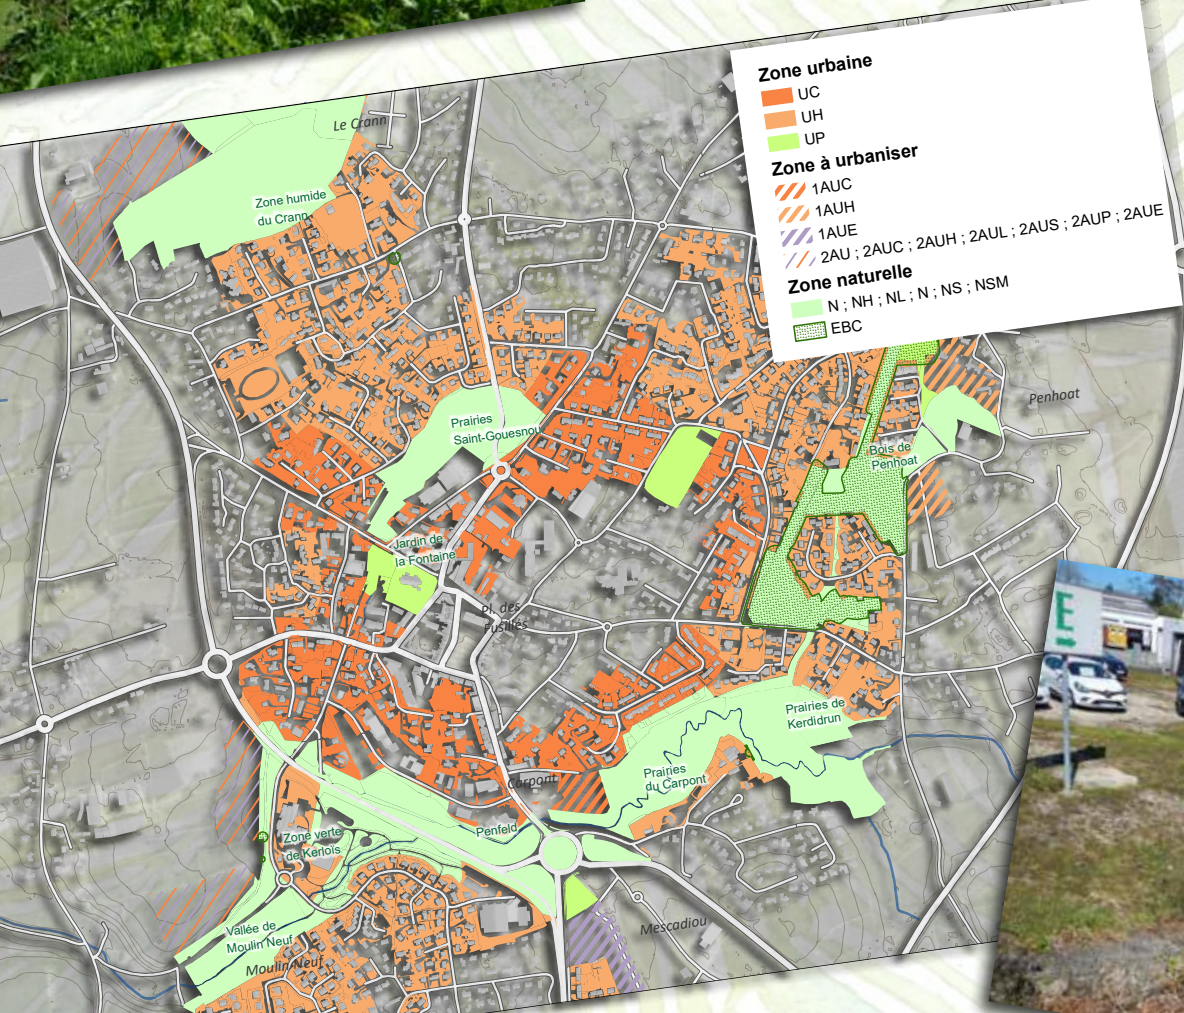 Zone urbaine
UC
UH
UP
Zone à urbaniser
1AUC
1AUH
1AUE
2AU ; 2AUC ; 2AUH ; 2AUL ; 2AUS ; 2AUP ; 2AUE
Zone naturelle
N ; NH ; NL ; N ; NS ; NSM
EBC
Le Crann
Zone humide
du Crann
Penhoat
Prairies
Saint-Gouesnou
Bois de
Penhoat
Jardin de
la Fontaine
Pl. des
Fusillés
E
Prairies de
Kerdidrun
Prairies
du Carpont
Carpont
Penfeld
Zone verte
de Kerlois
Vallée de
Moulin Neuf
Moulin-Neuf
Mescadiou